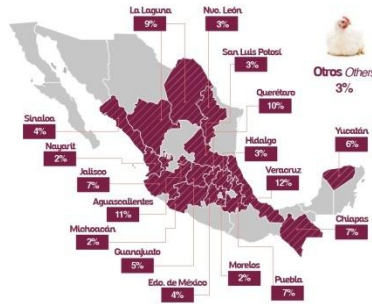 La Laguna
9%
Nvo. León
3%
San Luis Potosí
3%
Otros Others
3%
Querétaro
10%
Sinaloa
4%
Hidalgo
3%
Yucatán
6%
Nayarit
2%
Jalisco
7%
Veracruz
12%
Aguascalientes
11%
Chiapas
7%
Michoacán
2%
Guanajuato
5%
Morelos
2%
Puebla
7%
Edo. de México
4%